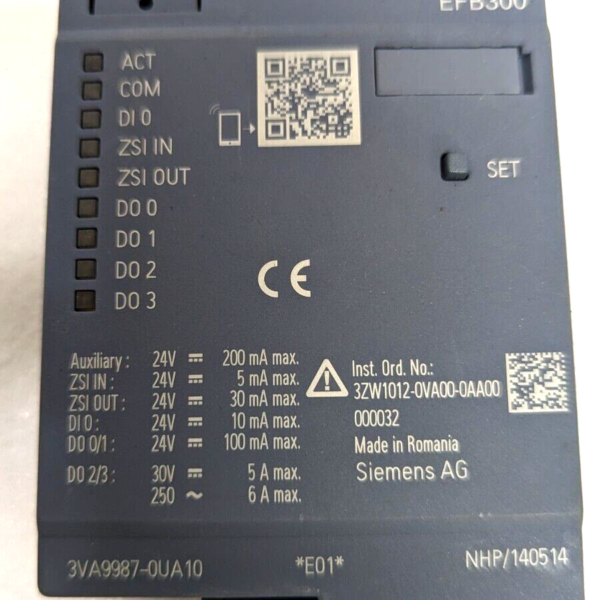 EFB300
ACT
COM
DI 0
ZSI IN
ZSI OUT
DO 0
DO 1
DO 2
DO 3
SET
CE
Auxiliary : 24V ⎓ 200 mA max.
ZSI IN : 24V ⎓ 5 mA max.
ZSI OUT : 24V ⎓ 30 mA max.
DI 0 : 24V ⎓ 10 mA max.
DO 0/1 : 24V ⎓ 100 mA max.
DO 2/3 : 30V ⎓ 5 A max.
250 ~ 6 A max.
Inst. Ord. No.:
3ZW1012-0VA00-0AA00
000032
Made in Romania
Siemens AG
3VA9987-0UA10 *E01* NHP/140514